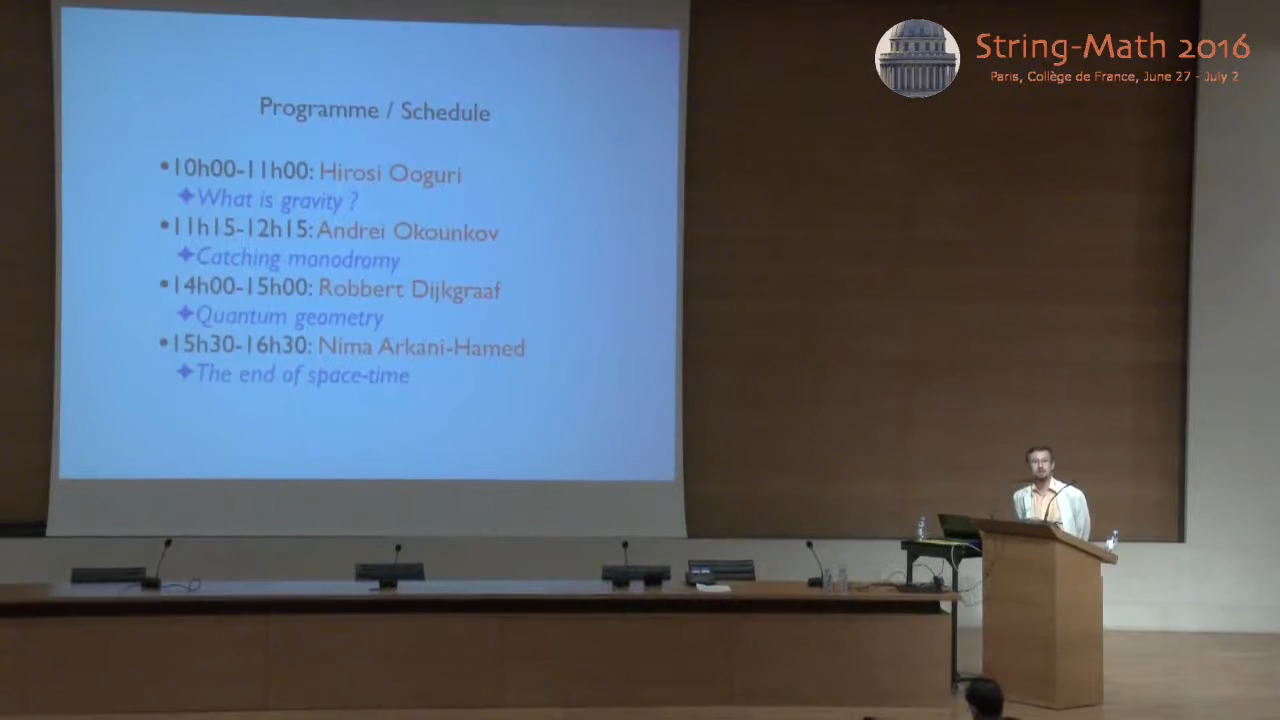 String-Math 2016
Paris, Collège de France, June 27 - July 2
Programme / Schedule
•10h00-11h00: Hirosi Ooguri
✦What is gravity ?
•11h15-12h15: Andrei Okounkov
✦Catching monodromy
•14h00-15h00: Robbert Dijkgraaf
✦Quantum geometry
•15h30-16h30: Nima Arkani-Hamed
✦The end of space-time